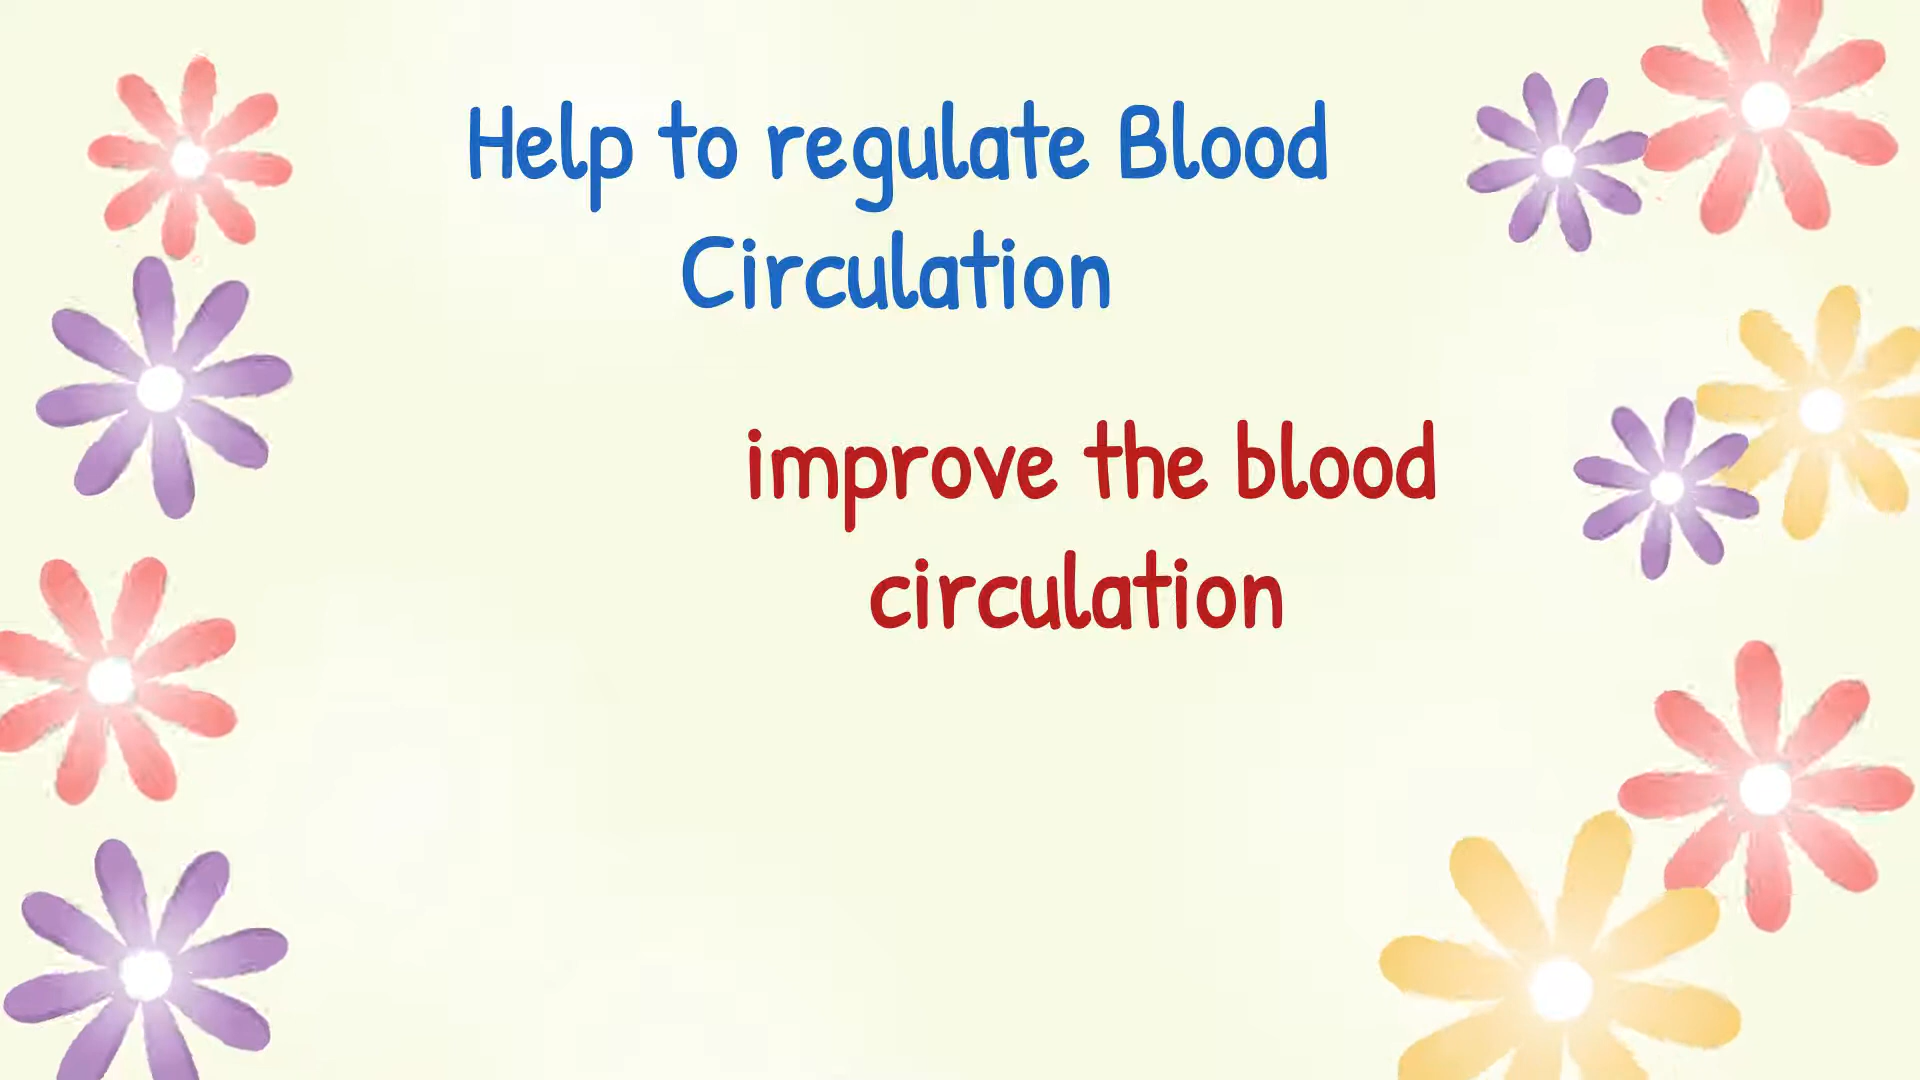 Help to regulate Blood
Circulation
improve the blood
circulation